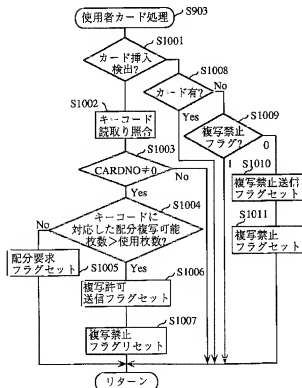 使用者カード処理
S903
S1001
カード挿入
検出?
S1008
カード有?
No
Yes
S1009
複写禁止
フラグ?
0
1
S1002
キーコード
読取り照合
S1003
CARDNO≠0
No
Yes
S1004
キーコードに
対応した配分複写可能
枚数>使用枚数?
No
Yes
S1005
配分要求
フラグセット
S1006
複写許可
送信フラグセット
S1007
複写禁止
フラグリセット
S1010
複写禁止送信
フラグセット
S1011
複写禁止
フラグセット
リターン